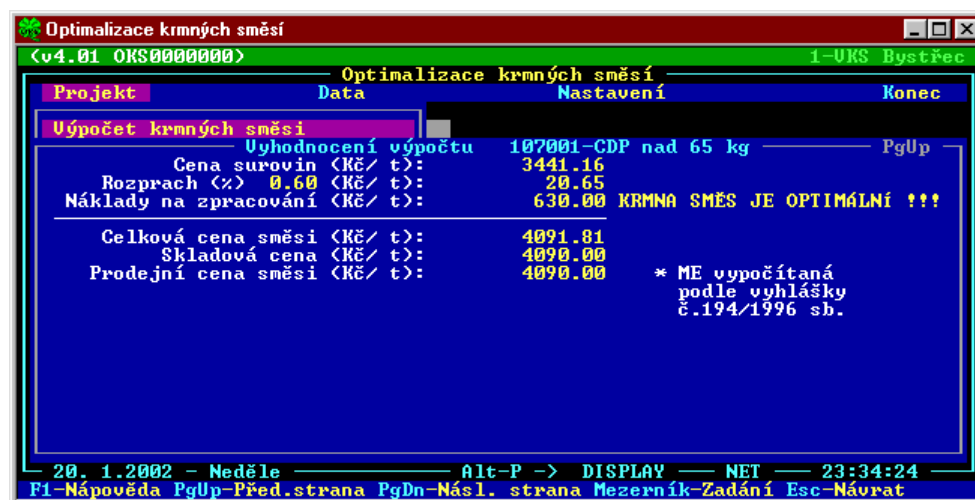 Optimalizace krmných směsí
(v4.01 OKS0000000) 1-VKS Bystřec
Optimalizace krmných směsí
Projekt Data Nastavení Konec
Výpočet krmných směsí
Vyhodnocení výpočtu 107001-CDP nad 65 kg PgUp
Cena surovin (Kč/ t): 3441.16
Rozprach (%) 0.60 (Kč/ t): 20.65
Náklady na zpracování (Kč/ t): 630.00 KRMNA SMĚS JE OPTIMÁLNÍ !!!
Celková cena směsi (Kč/ t): 4091.81
Skladová cena (Kč/ t): 4090.00
Prodejní cena směsi (Kč/ t): 4090.00 * ME vypočítaná
podle vyhlášky
č.194/1996 sb.
20. 1.2002 - Neděle Alt-P -> DISPLAY NET 23:34:24
F1-Nápověda PgUp-Před.strana PgDn-Násl. strana Mezerník-Zadání Esc-Návrat